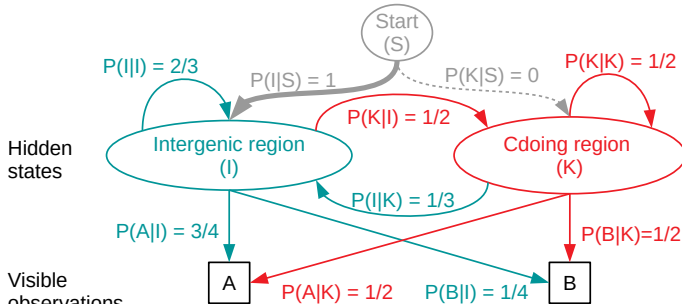 Start
(S)
P(I|I) = 2/3
P(I|S) = 1
P(K|S) = 0
P(K|K) = 1/2
P(K|I) = 1/2
Hidden
states
Intergenic region
(I)
Cdoing region
(K)
P(I|K) = 1/3
P(A|I) = 3/4
P(B|K)=1/2
Visible
observations
A
P(A|K) = 1/2
P(B|I) = 1/4
B